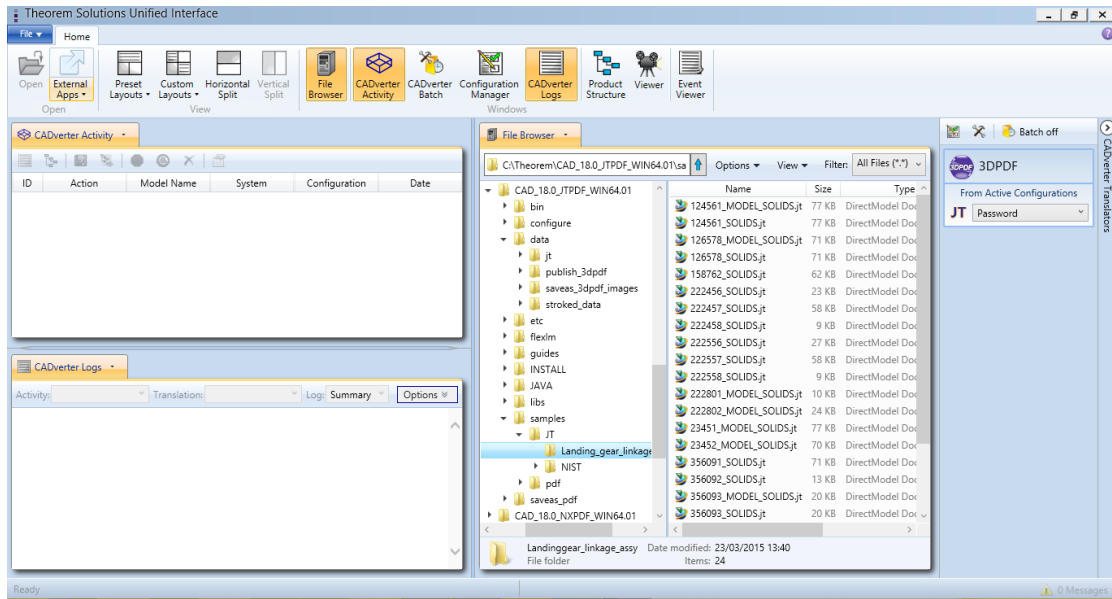 Theorem Solutions Unified Interface
File Home
Open External Apps Preset Layouts Custom Layouts Horizontal Split Vertical Split File Browser CADverter Activity CADverter Batch Configuration Manager CADverter Logs Product Structure Viewer Event Viewer
Open View Windows
CADverter Activity
ID Action Model Name System Configuration Date
CADverter Logs
Activity: Translation: Log: Summary Options
File Browser
C:\Theorem\CAD_18.0_JTPDF_WIN64.01\sa Options View Filter: All Files (*.*)
CAD_18.0_JTPDF_WIN64.01
bin
configure
data
jt
publish_3dpdf
saveas_3dpdf_images
stroked_data
etc
flexlm
guides
INSTALL
JAVA
libs
samples
JT
Landing_gear_linkage
NIST
pdf
saveas_pdf
CAD_18.0_NXPDF_WIN64.01
Name Size Type
124561_MODEL_SOLIDS.jt 77 KB DirectModel Doc
124561_SOLIDS.jt 77 KB DirectModel Doc
126578_MODEL_SOLIDS.jt 71 KB DirectModel Doc
126578_SOLIDS.jt 71 KB DirectModel Doc
158762_SOLIDS.jt 62 KB DirectModel Doc
222456_SOLIDS.jt 23 KB DirectModel Doc
222457_SOLIDS.jt 58 KB DirectModel Doc
222458_SOLIDS.jt 9 KB DirectModel Doc
222556_SOLIDS.jt 27 KB DirectModel Doc
222557_SOLIDS.jt 58 KB DirectModel Doc
222558_SOLIDS.jt 9 KB DirectModel Doc
222801_MODEL_SOLIDS.jt 10 KB DirectModel Doc
222802_MODEL_SOLIDS.jt 24 KB DirectModel Doc
23451_MODEL_SOLIDS.jt 77 KB DirectModel Doc
23452_MODEL_SOLIDS.jt 70 KB DirectModel Doc
356091_SOLIDS.jt 71 KB DirectModel Doc
356092_SOLIDS.jt 13 KB DirectModel Doc
356093_MODEL_SOLIDS.jt 20 KB DirectModel Doc
356093_SOLIDS.jt 20 KB DirectModel Doc
Landinggear_linkage_assy Date modified: 23/03/2015 13:40
File folder Items: 24
Batch off
3DPDF 3DPDF
From Active Configurations
JT Password
CADverter Translators
Ready 0 Messages